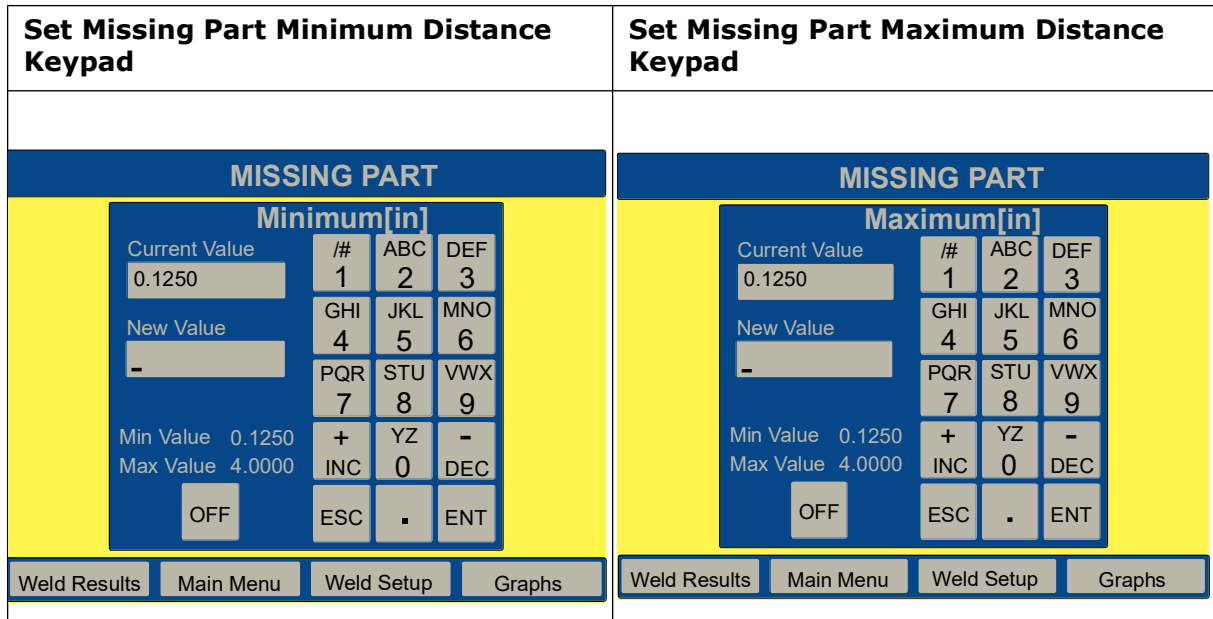 Set Missing Part Minimum Distance
Keypad
MISSING PART
Minimum[in]
Current Value
0.1250
New Value
-
Min Value 0.1250
Max Value 4.0000
OFF
/# ABC DEF
1 2 3
GHI JKL MNO
4 5 6
PQR STU VWX
7 8 9
+ YZ -
INC 0 DEC
ESC . ENT
Weld Results Main Menu Weld Setup Graphs
Set Missing Part Maximum Distance
Keypad
MISSING PART
Maximum[in]
Current Value
0.1250
New Value
-
Min Value 0.1250
Max Value 4.0000
OFF
/# ABC DEF
1 2 3
GHI JKL MNO
4 5 6
PQR STU VWX
7 8 9
+ YZ -
INC 0 DEC
ESC . ENT
Weld Results Main Menu Weld Setup Graphs